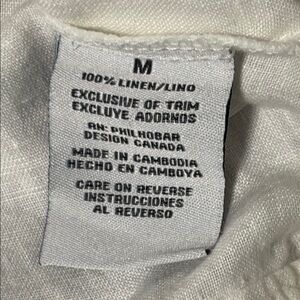 M
100% LINEN/LINO
EXCLUSIVE OF TRIM
EXCLUYE ADORNOS
RN: PHILHOBAR
DESIGN CANADA
MADE IN CAMBODIA
HECHO EN CAMBOYA
CARE ON REVERSE
INSTRUCCIONES
AL REVERSO